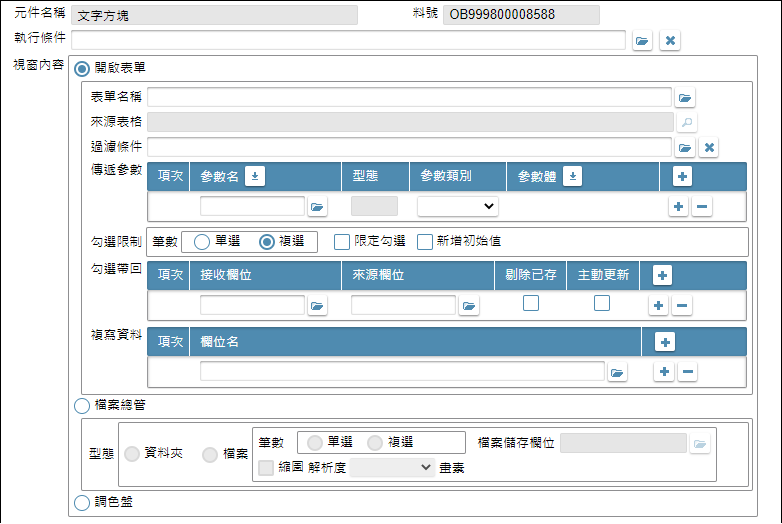 元件名稱 文字方塊 料號 OB999800008588
執行條件
視窗內容 開啟表單
表單名稱
來源表格
過濾條件
傳遞參數 項次 參數名 型態 參數類別 參數體
勾選限制 筆數 單選 複選 限定勾選 新增初始值
勾選帶回 項次 接收欄位 來源欄位 剔除已存 主動更新
複寫資料 項次 欄位名
檔案總管
型態 資料夾 檔案 筆數 單選 複選 檔案儲存欄位
縮圖 解析度 畫素
調色盤